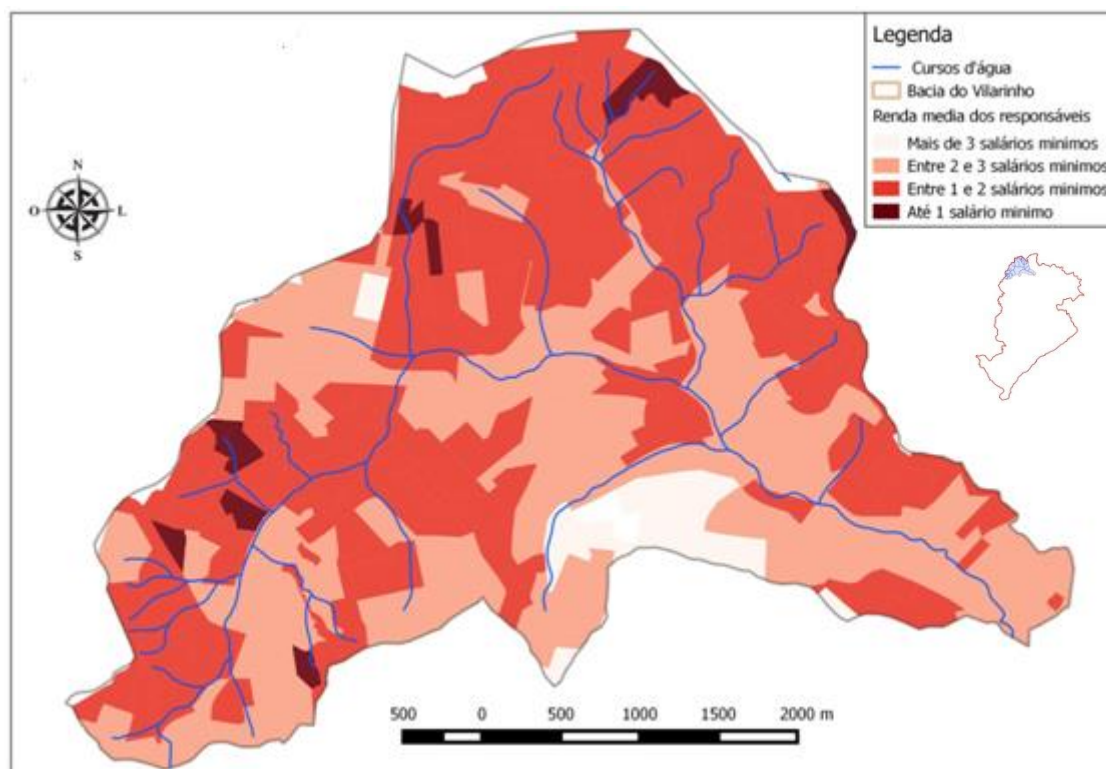 Legenda
Cursos d'água
Bacia do Vilarinho
Renda media dos responsáveis
Mais de 3 salários minimos
Entre 2 e 3 salários minimos
Entre 1 e 2 salários minimos
Até 1 salário minimo
N
O L
S
500 0 500 1000 1500 2000 m